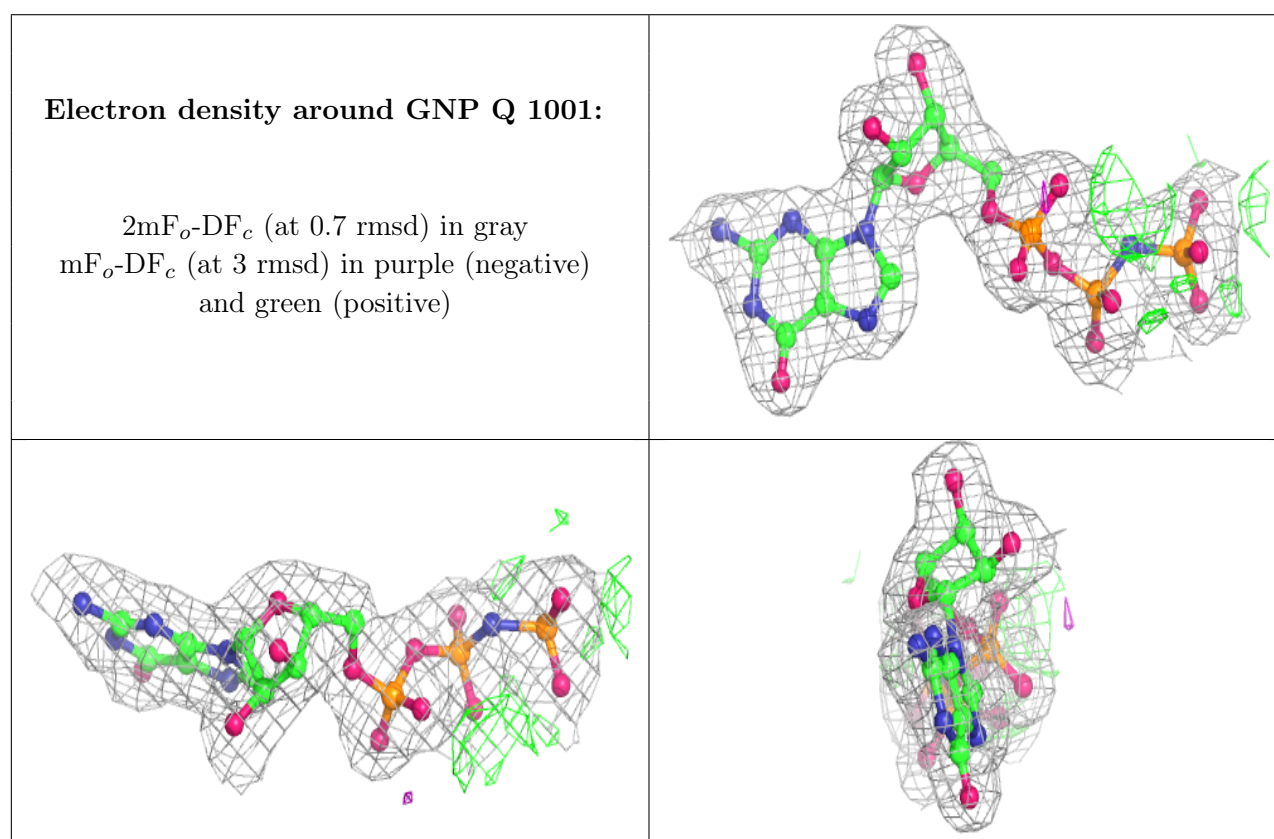 Electron density around GNP Q 1001:
2mFo-DFc (at 0.7 rmsd) in gray
mFo-DFc (at 3 rmsd) in purple (negative)
and green (positive)